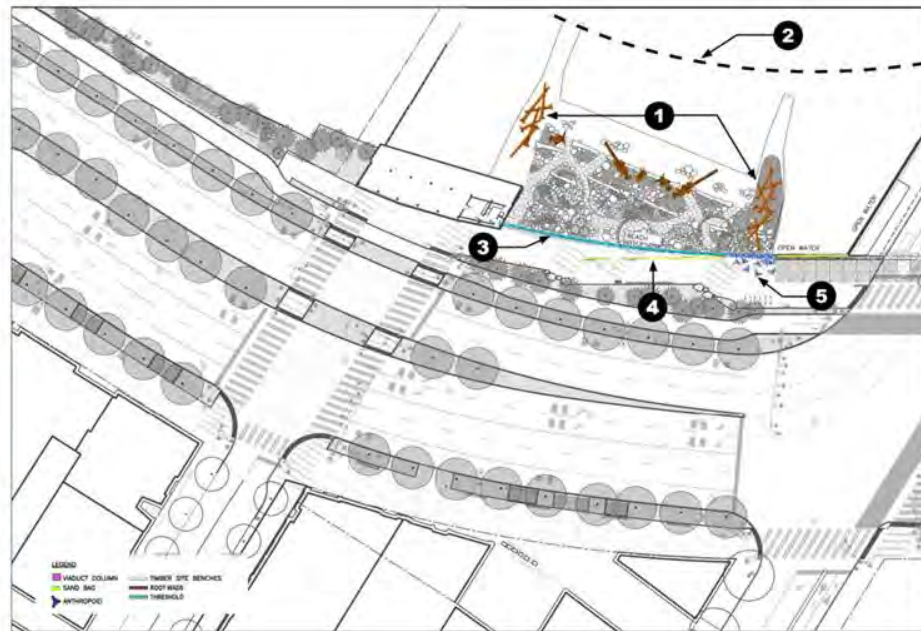 2
1
OPEN WATER
BEACH
OPEN WATER
3
4
5
LEGEND
VIADUCT COLUMN
SAND BAG
ANTHROPOD
TIMBER SITE BENCHES
ROOT WADS
THRESHOLD